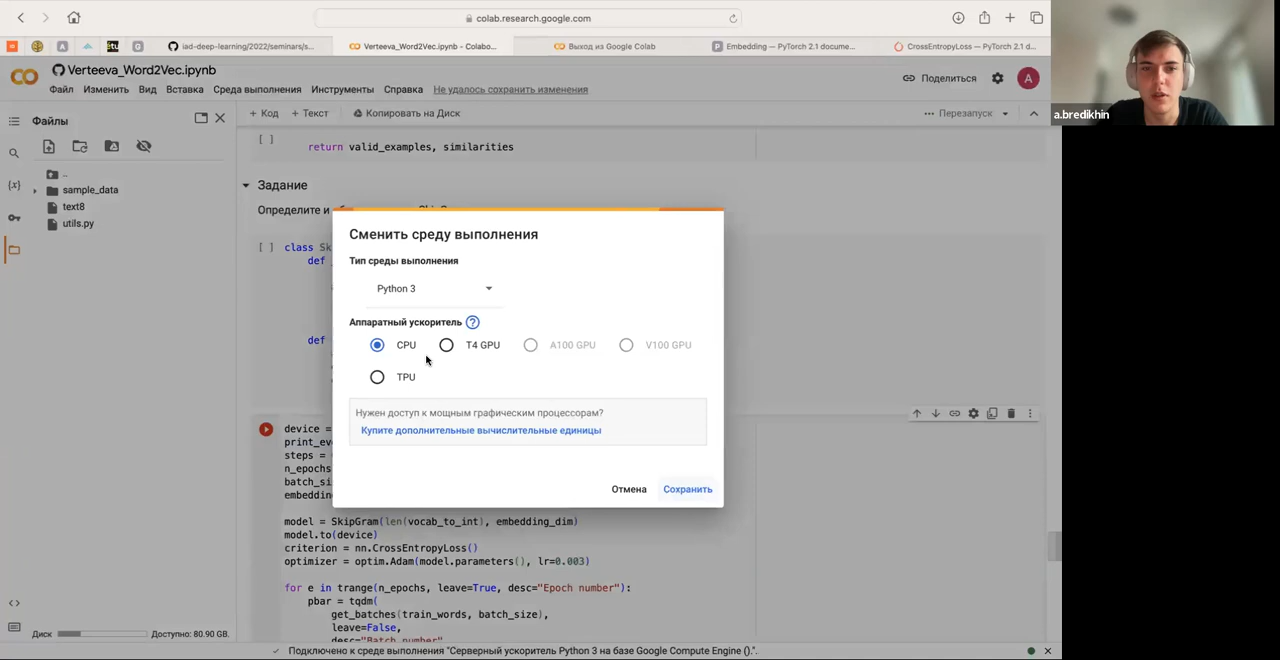 colab.research.google.com
iad-deep-learning/2022/seminars/s...
Verteeva_Word2Vec.ipynb - Colabo...
Выход из Google Colab
Embedding — PyTorch 2.1 docume...
CrossEntropyLoss — PyTorch 2.1 d...
Verteeva_Word2Vec.ipynb
Файл Изменить Вид Вставка Среда выполнения Инструменты Справка Не удалось сохранить изменения
Поделиться
A
a.bredikhin
Файлы
+ Код + Текст Копировать на Диск
Перезапуск
..
sample_data
text8
utils.py
[ ] return valid_examples, similarities
Задание
Определите и
[ ] class Sk
def
def
Сменить среду выполнения
Тип среды выполнения
Python 3
Аппаратный ускоритель
CPU T4 GPU A100 GPU V100 GPU
TPU
Нужен доступ к мощным графическим процессорам?
Купите дополнительные вычислительные единицы
Отмена Сохранить
device =
print_ev
steps =
n_epochs
batch_si
embeddin
model = SkipGram(len(vocab_to_int), embedding_dim)
model.to(device)
criterion = nn.CrossEntropyLoss()
optimizer = optim.Adam(model.parameters(), lr=0.003)
for e in trange(n_epochs, leave=True, desc="Epoch number"):
pbar = tqdm(
get_batches(train_words, batch_size),
leave=False,
desc="Batch number"
Диск Доступно: 80.90 GB.
Подключено к среде выполнения "Серверный ускоритель Python 3 на базе Google Compute Engine ()".